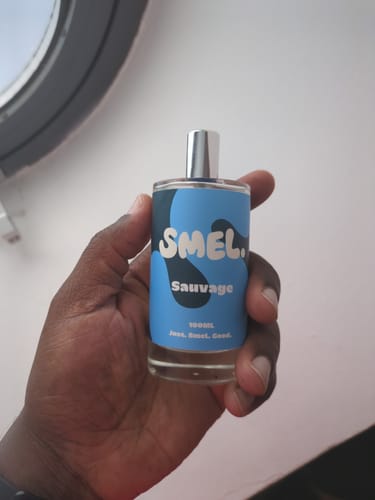 SMEL.
Sauvage
100ML
Just. Smel. Good.